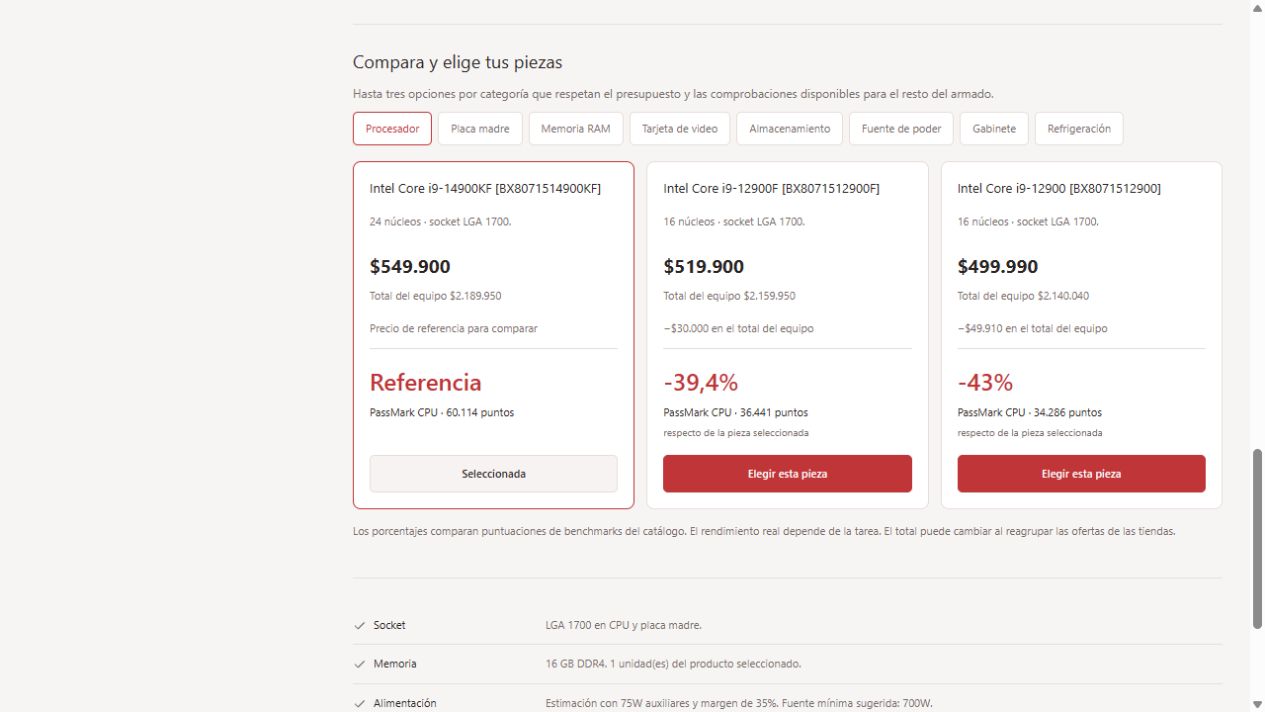 Compara y elige tus piezas
Hasta tres opciones por categoría que respetan el presupuesto y las comprobaciones disponibles para el resto del armado.
Procesador
Placa madre
Memoria RAM
Tarjeta de video
Almacenamiento
Fuente de poder
Gabinete
Refrigeración
Intel Core i9-14900KF [BX8071514900KF]
24 núcleos · socket LGA 1700.
$549.900
Total del equipo $2.189.950
Precio de referencia para comparar
Referencia
PassMark CPU · 60.114 puntos
Seleccionada
Intel Core i9-12900F [BX8071512900F]
16 núcleos · socket LGA 1700.
$519.900
Total del equipo $2.159.950
−$30.000 en el total del equipo
-39,4%
PassMark CPU · 36.441 puntos
respecto de la pieza seleccionada
Elegir esta pieza
Intel Core i9-12900 [BX8071512900]
16 núcleos · socket LGA 1700.
$499.990
Total del equipo $2.140.040
−$49.910 en el total del equipo
-43%
PassMark CPU · 34.286 puntos
respecto de la pieza seleccionada
Elegir esta pieza
Los porcentajes comparan puntuaciones de benchmarks del catálogo. El rendimiento real depende de la tarea. El total puede cambiar al reagrupar las ofertas de las tiendas.
Socket LGA 1700 en CPU y placa madre.
Memoria 16 GB DDR4. 1 unidad(es) del producto seleccionado.
Alimentación Estimación con 75W auxiliares y margen de 35%. Fuente mínima sugerida: 700W.